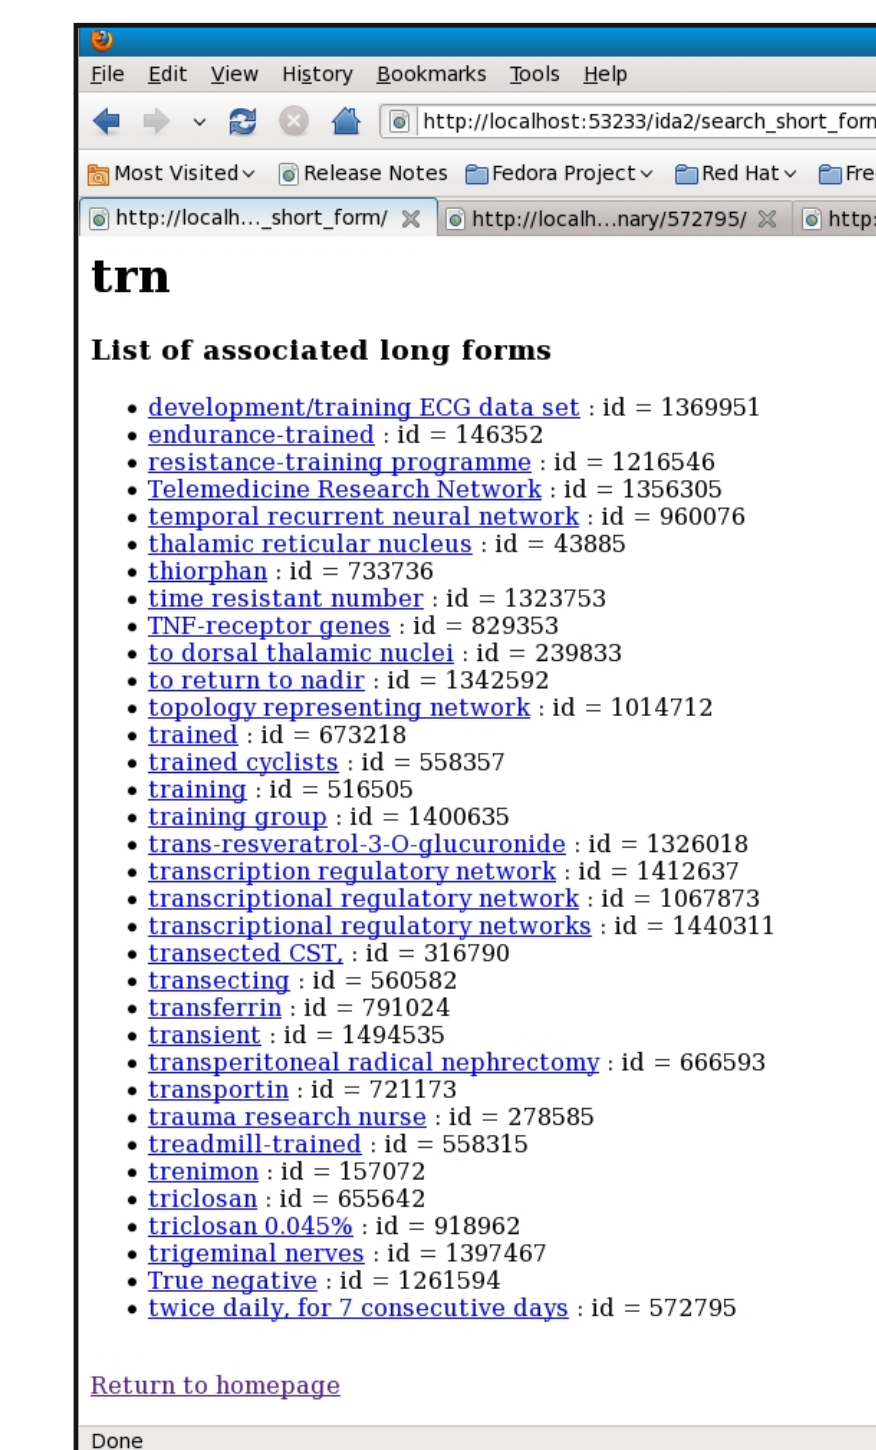 File Edit View History Bookmarks Tools Help
http://localhost:53233/ida2/search_short_forn
Most Visited Release Notes Fedora Project Red Hat Fre
http://localh..._short_form/ http://localh...nary/572795/ http:
trn
List of associated long forms
development/training ECG data set : id = 1369951
endurance-trained : id = 146352
resistance-training programme : id = 1216546
Telemedicine Research Network : id = 1356305
temporal recurrent neural network : id = 960076
thalamic reticular nucleus : id = 43885
thiorphan : id = 733736
time resistant number : id = 1323753
TNF-receptor genes : id = 829353
to dorsal thalamic nuclei : id = 239833
to return to nadir : id = 1342592
topology representing network : id = 1014712
trained : id = 673218
trained cyclists : id = 558357
training : id = 516505
training group : id = 1400635
trans-resveratrol-3-O-glucuronide : id = 1326018
transcription regulatory network : id = 1412637
transcriptional regulatory network : id = 1067873
transcriptional regulatory networks : id = 1440311
transected CST, : id = 316790
transecting : id = 560582
transferrin : id = 791024
transient : id = 1494535
transperitoneal radical nephrectomy : id = 666593
transportin : id = 721173
trauma research nurse : id = 278585
treadmill-trained : id = 558315
trenimon : id = 157072
triclosan : id = 655642
triclosan 0.045% : id = 918962
trigeminal nerves : id = 1397467
True negative : id = 1261594
twice daily, for 7 consecutive days : id = 572795
Return to homepage
Done